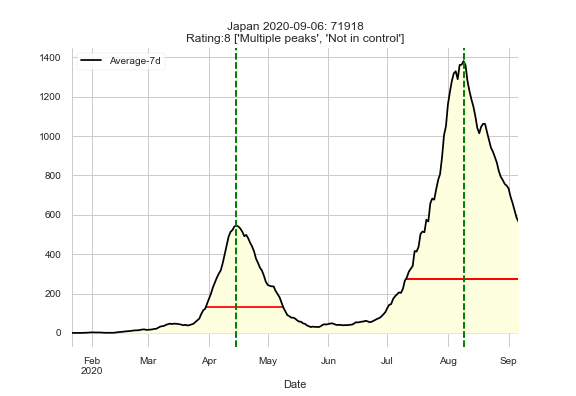 Japan 2020-09-06: 71918
Rating:8 ['Multiple peaks', 'Not in control']
Average-7d
1400
1200
1000
800
600
400
200
0
Feb Mar Apr May Jun Jul Aug Sep
2020
Date